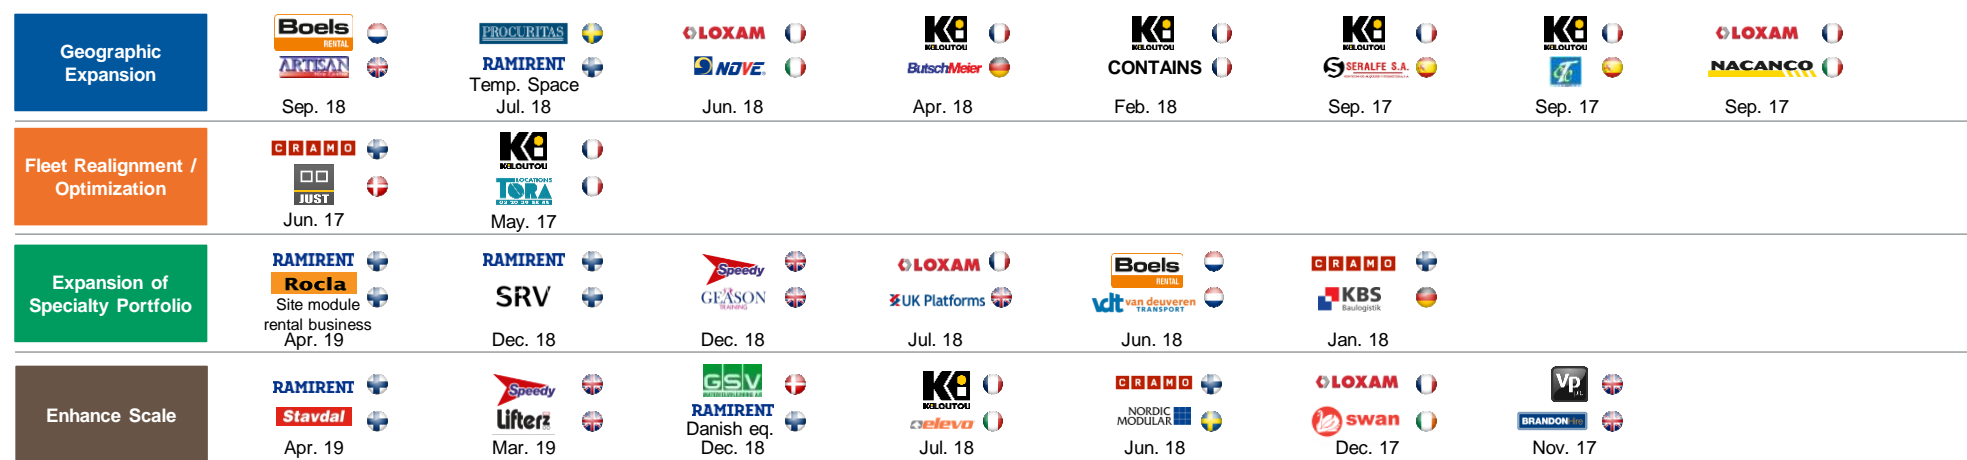 Geographic
Expansion
Boels
RENTAL
ARTISAN
Sep. 18
PROCURITAS
RAMIRENT
Temp. Space
Jul. 18
LOXAM
NOVE.
Jun. 18
KILOUTOU
ButschMeier
Apr. 18
KILOUTOU
CONTAINS
Feb. 18
KILOUTOU
SERALFE S.A.
Sep. 17
KILOUTOU
Sep. 17
LOXAM
NACANCO
Sep. 17
Fleet Realignment /
Optimization
CRAMO
JUST
Jun. 17
KILOUTOU
LOCATIONS
TORA
May. 17
Expansion of
Specialty Portfolio
RAMIRENT
Rocla
Site module
rental business
Apr. 19
RAMIRENT
SRV
Dec. 18
Speedy
GEASON
TRAINING
Dec. 18
LOXAM
UK Platforms
Jul. 18
Boels
RENTAL
vdt van deuveren
TRANSPORT
Jun. 18
CRAMO
KBS
Baulogistik
Jan. 18
Enhance Scale
RAMIRENT
Stavdal
Apr. 19
Speedy
Lifterz
Mar. 19
GSV
RAMIRENT
Danish eq.
Dec. 18
KILOUTOU
elevo
Jul. 18
CRAMO
NORDIC
MODULAR
Jun. 18
LOXAM
swan
Dec. 17
Vp
BRANDON Hire
Nov. 17